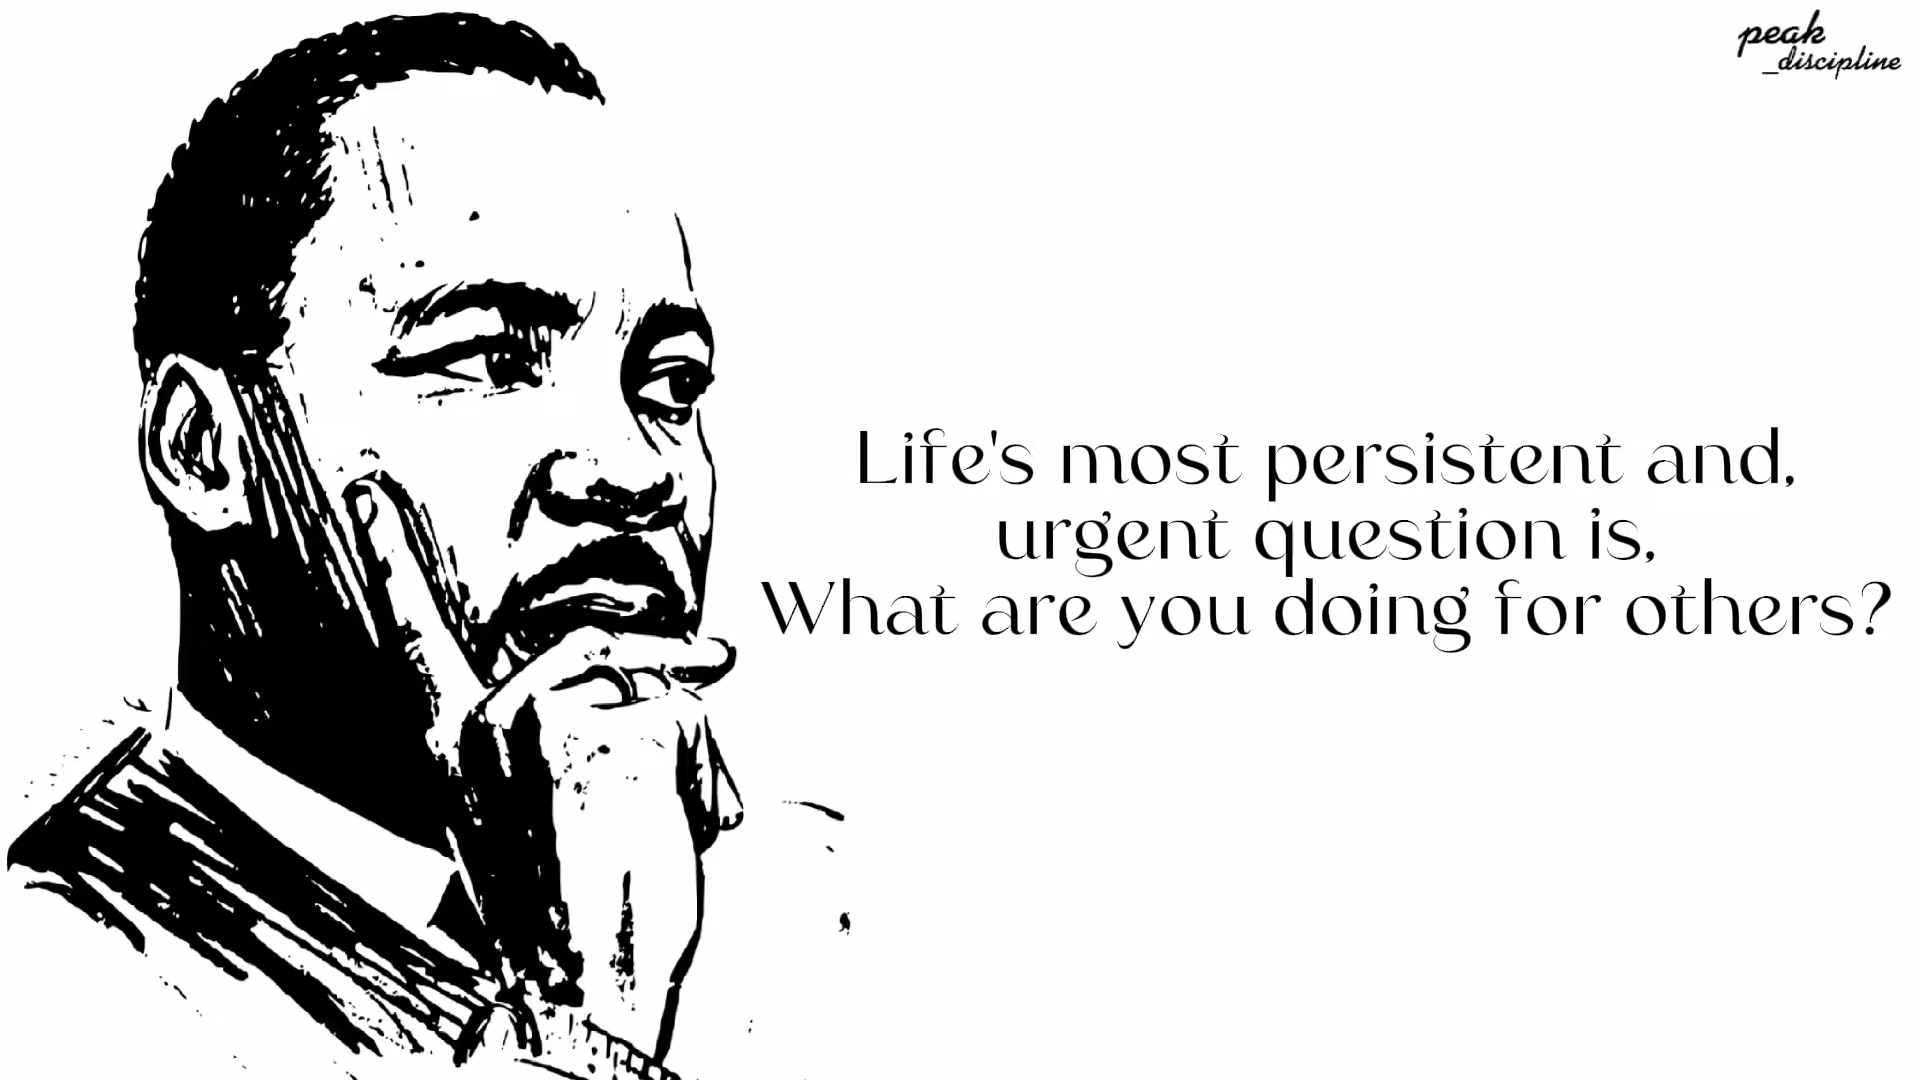 peak
_discipline
Life's most persistent and,
urgent question is,
What are you doing for others?